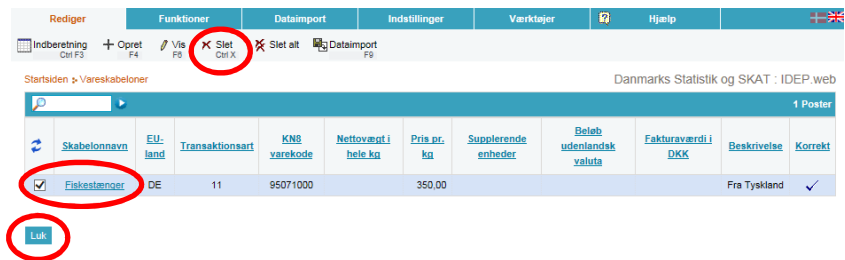 Rediger Funktioner Dataimport Indstillinger Værktøjer ? Hjælp
Indberetning Opret Vis Slet Slet alt Dataimport
Ctrl F3 F4 F6 Ctrl X F9
Startsiden Vareskabeloner Danmarks Statistik og SKAT : IDEP.web
1 Poster
Skabelonnavn EU-land Transaktionsart KN8 varekode Nettovægt i hele kg Pris pr. kg Supplerende enheder Beløb udenlandsk valuta Fakturaværdi i DKK Beskrivelse Korrekt
Fiskestænger DE 11 95071000 350,00 Fra Tyskland
Luk